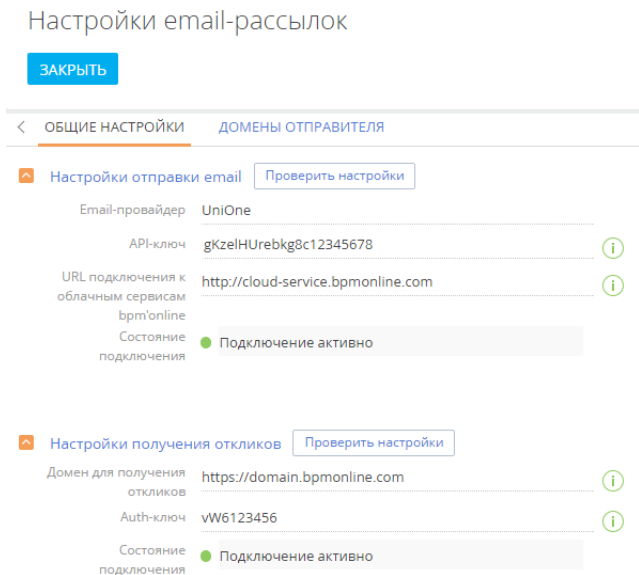 Настройки email-рассылок
ЗАКРЫТЬ
ОБЩИЕ НАСТРОЙКИ ДОМЕНЫ ОТПРАВИТЕЛЯ
Настройки отправки email Проверить настройки
Email-провайдер UniOne
API-ключ gKzelHUrebkg8c12345678
URL подключения к
облачным сервисам
bpm'online
http://cloud-service.bpmonline.com
Состояние
подключения
Подключение активно
Настройки получения откликов Проверить настройки
Домен для получения
откликов
https://domain.bpmonline.com
Auth-ключ vW6123456
Состояние
подключения
Подключение активно